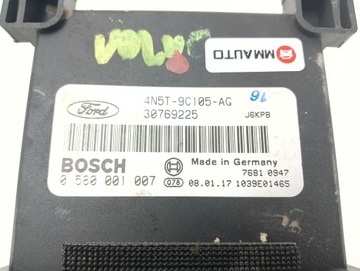 VOLVO
MMAUTO
Ford
4N5T-9C105-AG
30769225
16
J6KPB
BOSCH
Made in Germany
7681 0947
0 580 001 007
Q78
08.01.17 1039E01465